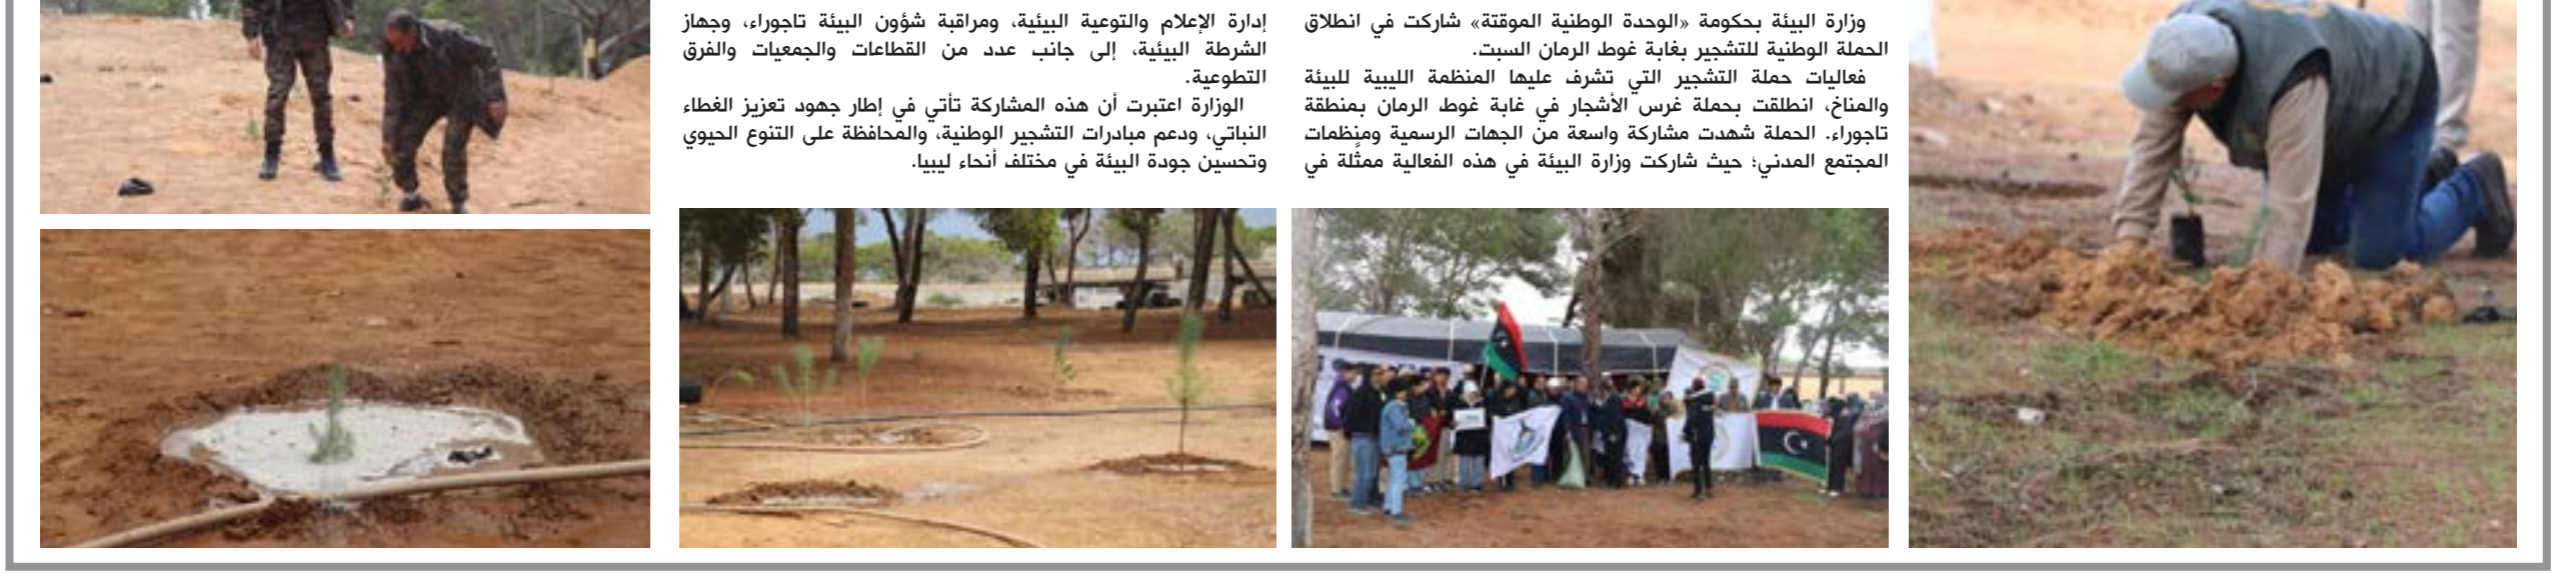 وزارة البيئة بحكومة «الوحدة الوطنية الموقتة» شاركت في انطلاق
الحملة الوطنية للتشجير بغابة غوط الرمان السبت.
فعاليات حملة التشجير التي تشرف عليها المنظمة الليبية للبيئة
والمناخ، انطلقت بحملة غرس الأشجار في غابة غوط الرمان بمنطقة
تاجوراء. الحملة شهدت مشاركة واسعة من الجهات الرسمية ومنظمات
المجتمع المدني؛ حيث شاركت وزارة البيئة في هذه الفعالية ممثَّلة في
إدارة الإعلام والتوعية البيئية، ومراقبة شؤون البيئة تاجوراء، وجهاز
الشرطة البيئية، إلى جانب عدد من القطاعات والجمعيات والفرق
التطوعية.
الوزارة اعتبرت أن هذه المشاركة تأتي في إطار جهود تعزيز الغطاء
النباتي، ودعم مبادرات التشجير الوطنية، والمحافظة على التنوع الحيوي
وتحسين جودة البيئة في مختلف أنحاء ليبيا.